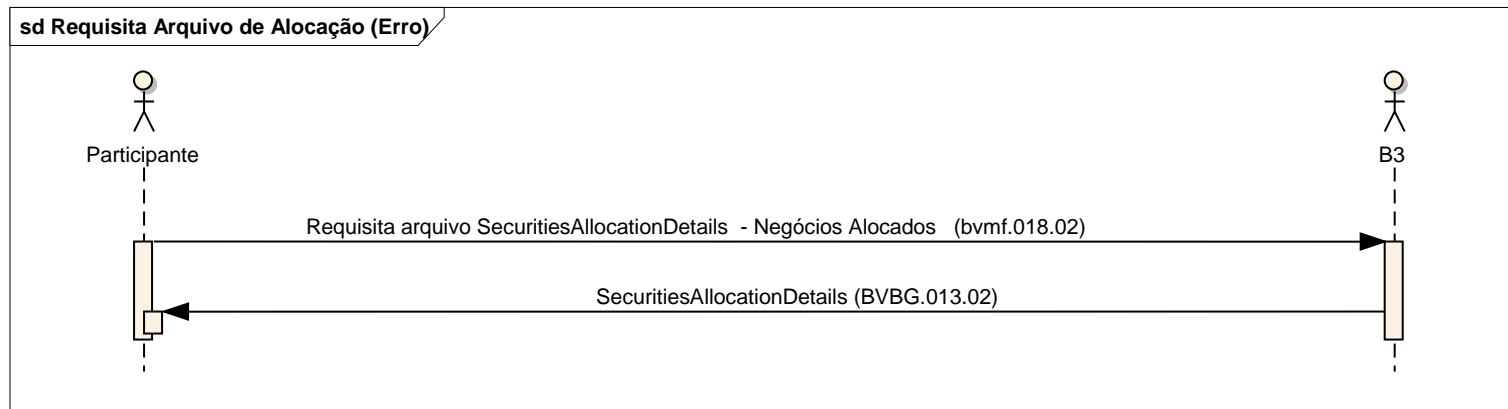 sd Requisita Arquivo de Alocação (Erro)
Participante
B3
Requisita arquivo SecuritiesAllocationDetails - Negócios Alocados (bvmf.018.02)
SecuritiesAllocationDetails (BVBG.013.02)